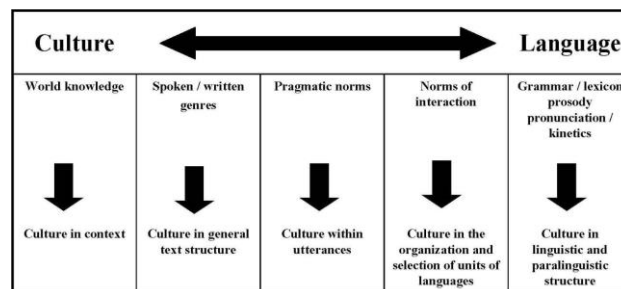 Culture
Language
World knowledge
Spoken / written
genres
Pragmatic norms
Norms of
interaction
Grammar / lexicon
prosody
pronunciation /
kinetics
Culture in context
Culture in general
text structure
Culture within
utterances
Culture in the
organization and
selection of units of
languages
Culture in
linguistic and
paralinguistic
structure